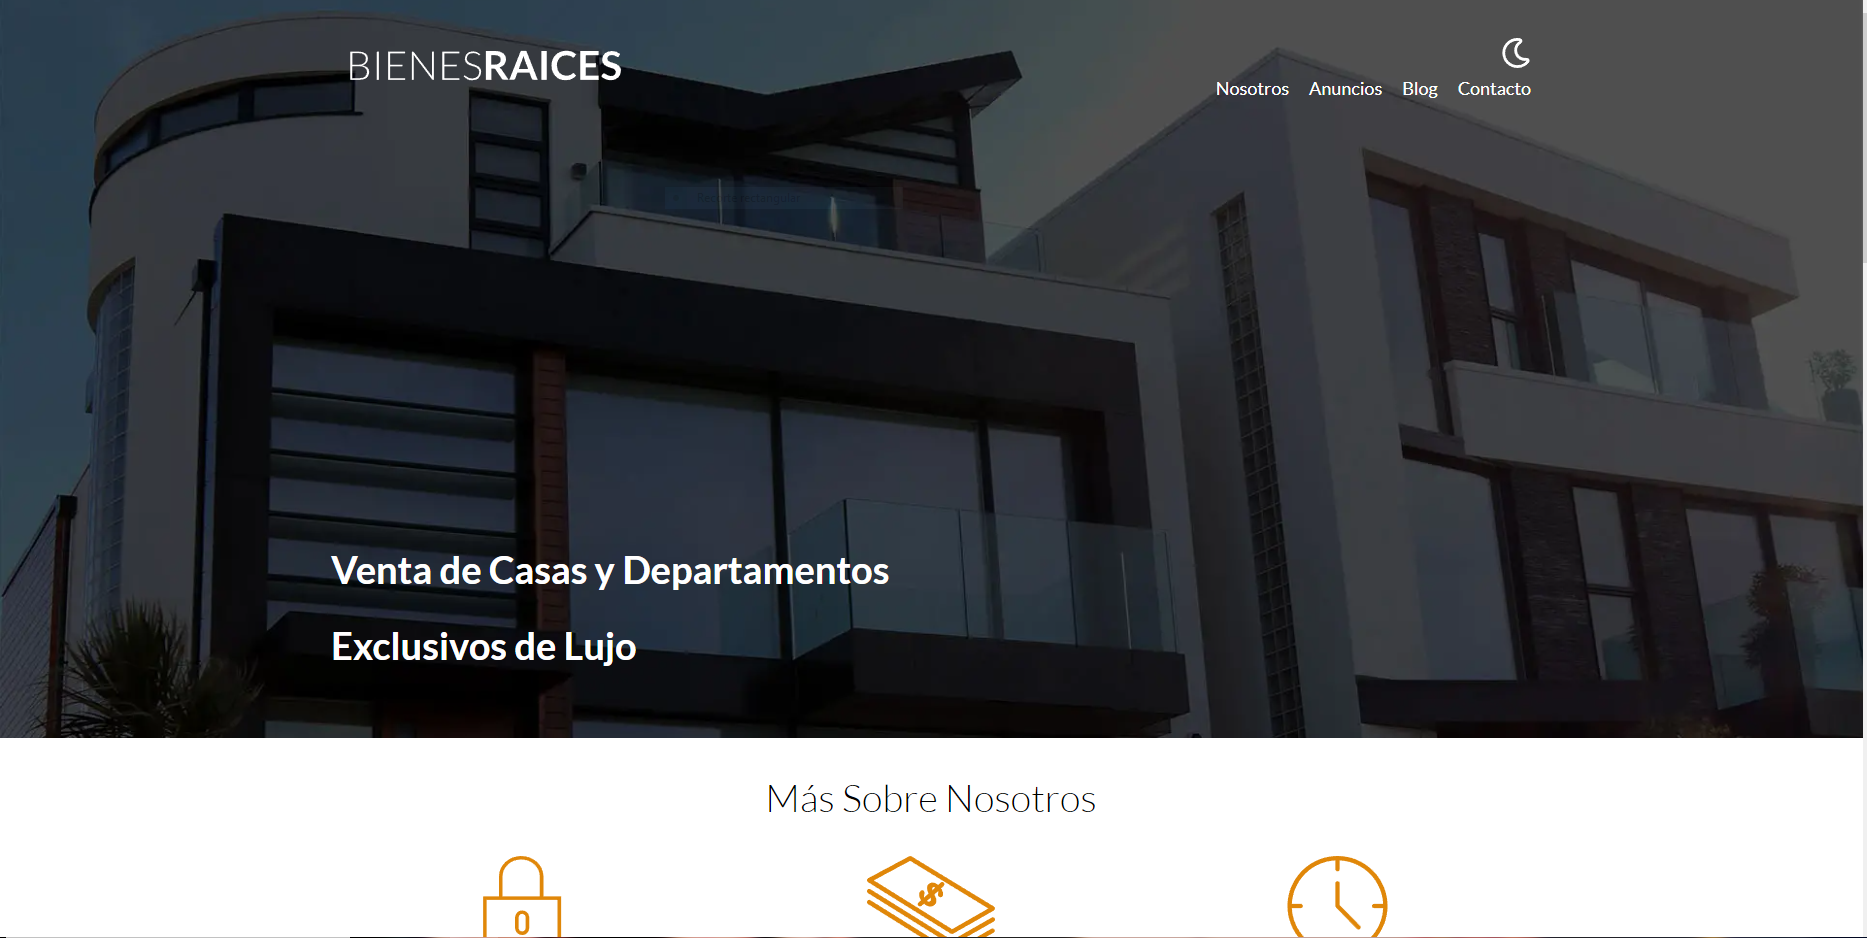 BIENESRAICES
Nosotros Anuncios Blog Contacto
Venta de Casas y Departamentos
Exclusivos de Lujo
Más Sobre Nosotros
$